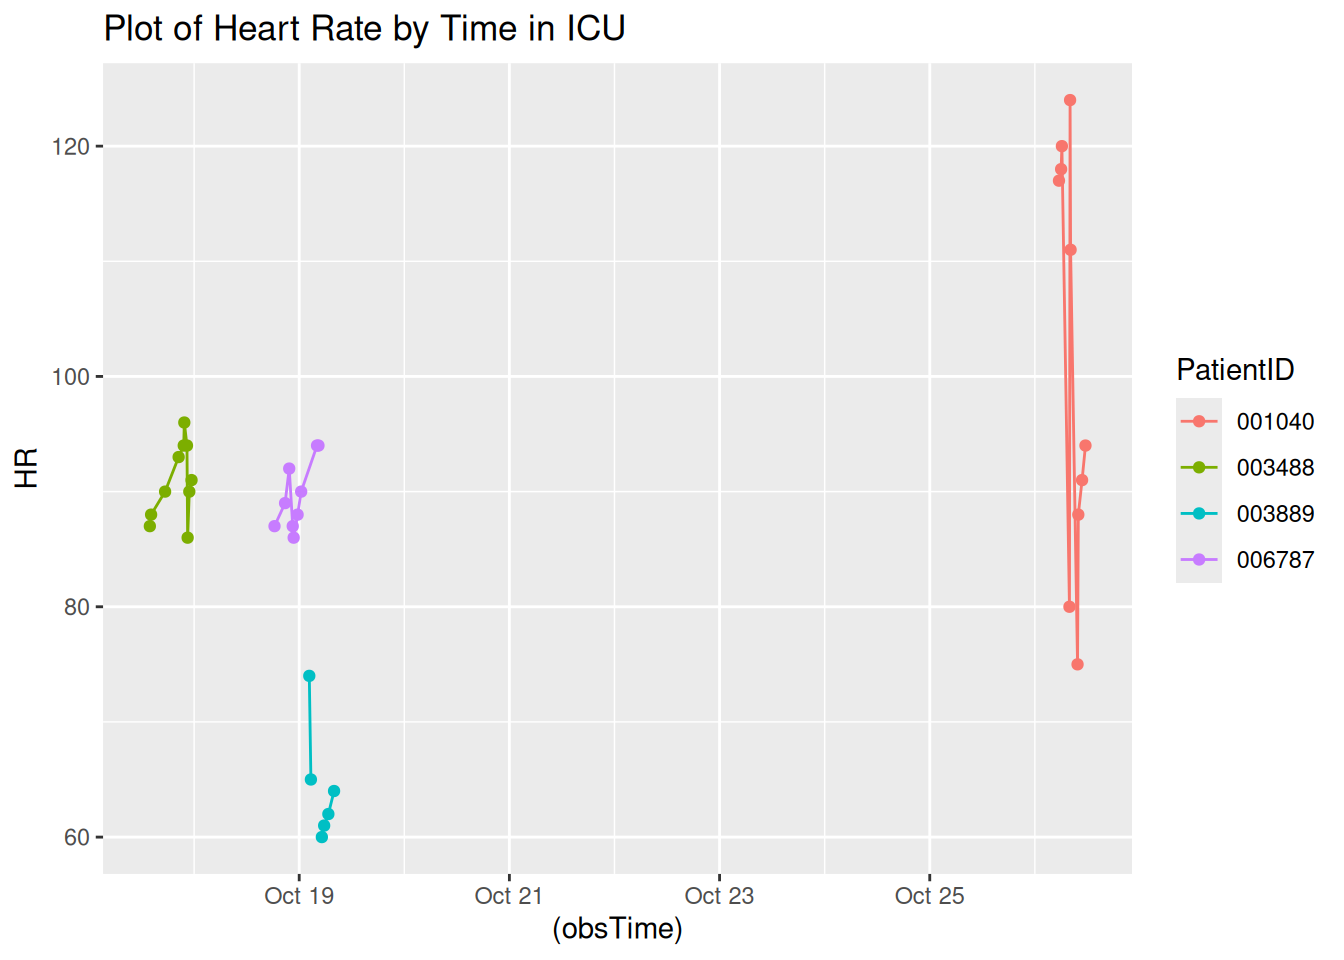 Plot of Heart Rate by Time in ICU
HR
120
100
80
60
Oct 19
Oct 21
Oct 23
Oct 25
(obsTime)
PatientID
001040
003488
003889
006787